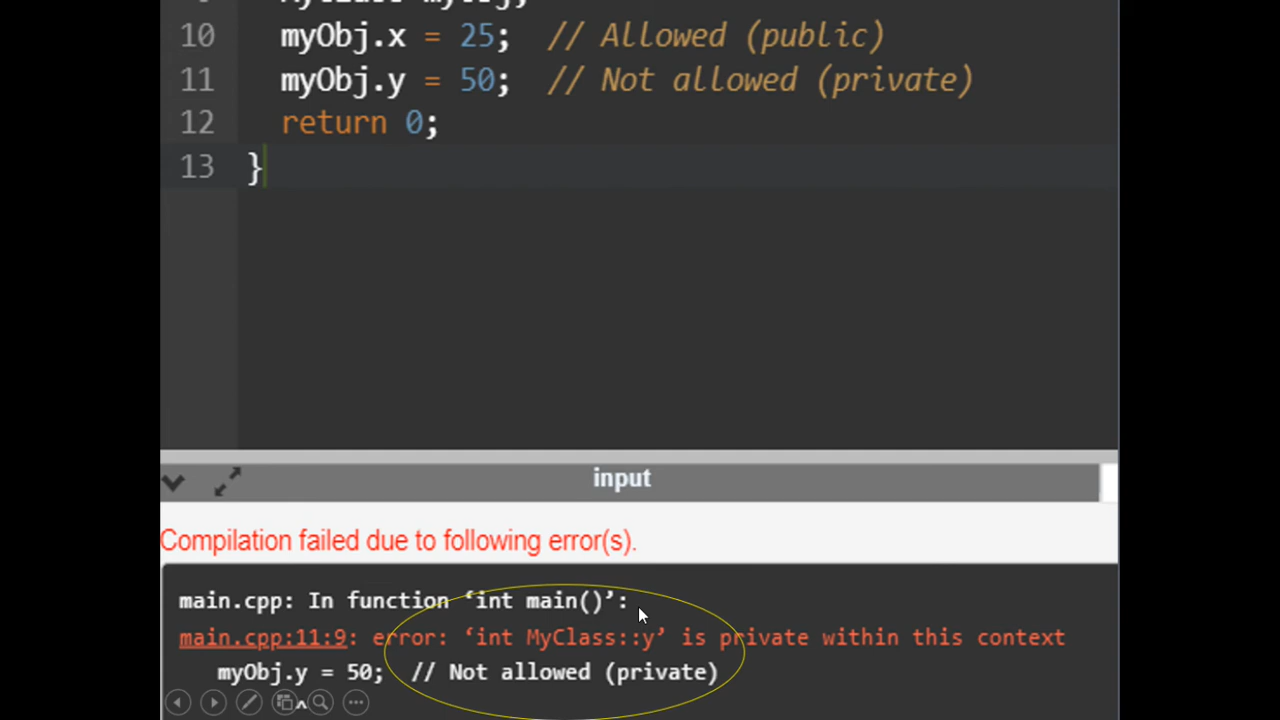 MyClass myObj;
10 myObj.x = 25; // Allowed (public)
11 myObj.y = 50; // Not allowed (private)
12 return 0;
13 }
input
Compilation failed due to following error(s).
main.cpp: In function ‘int main()’:
main.cpp:11:9: error: ‘int MyClass::y’ is private within this context
myObj.y = 50; // Not allowed (private)
^